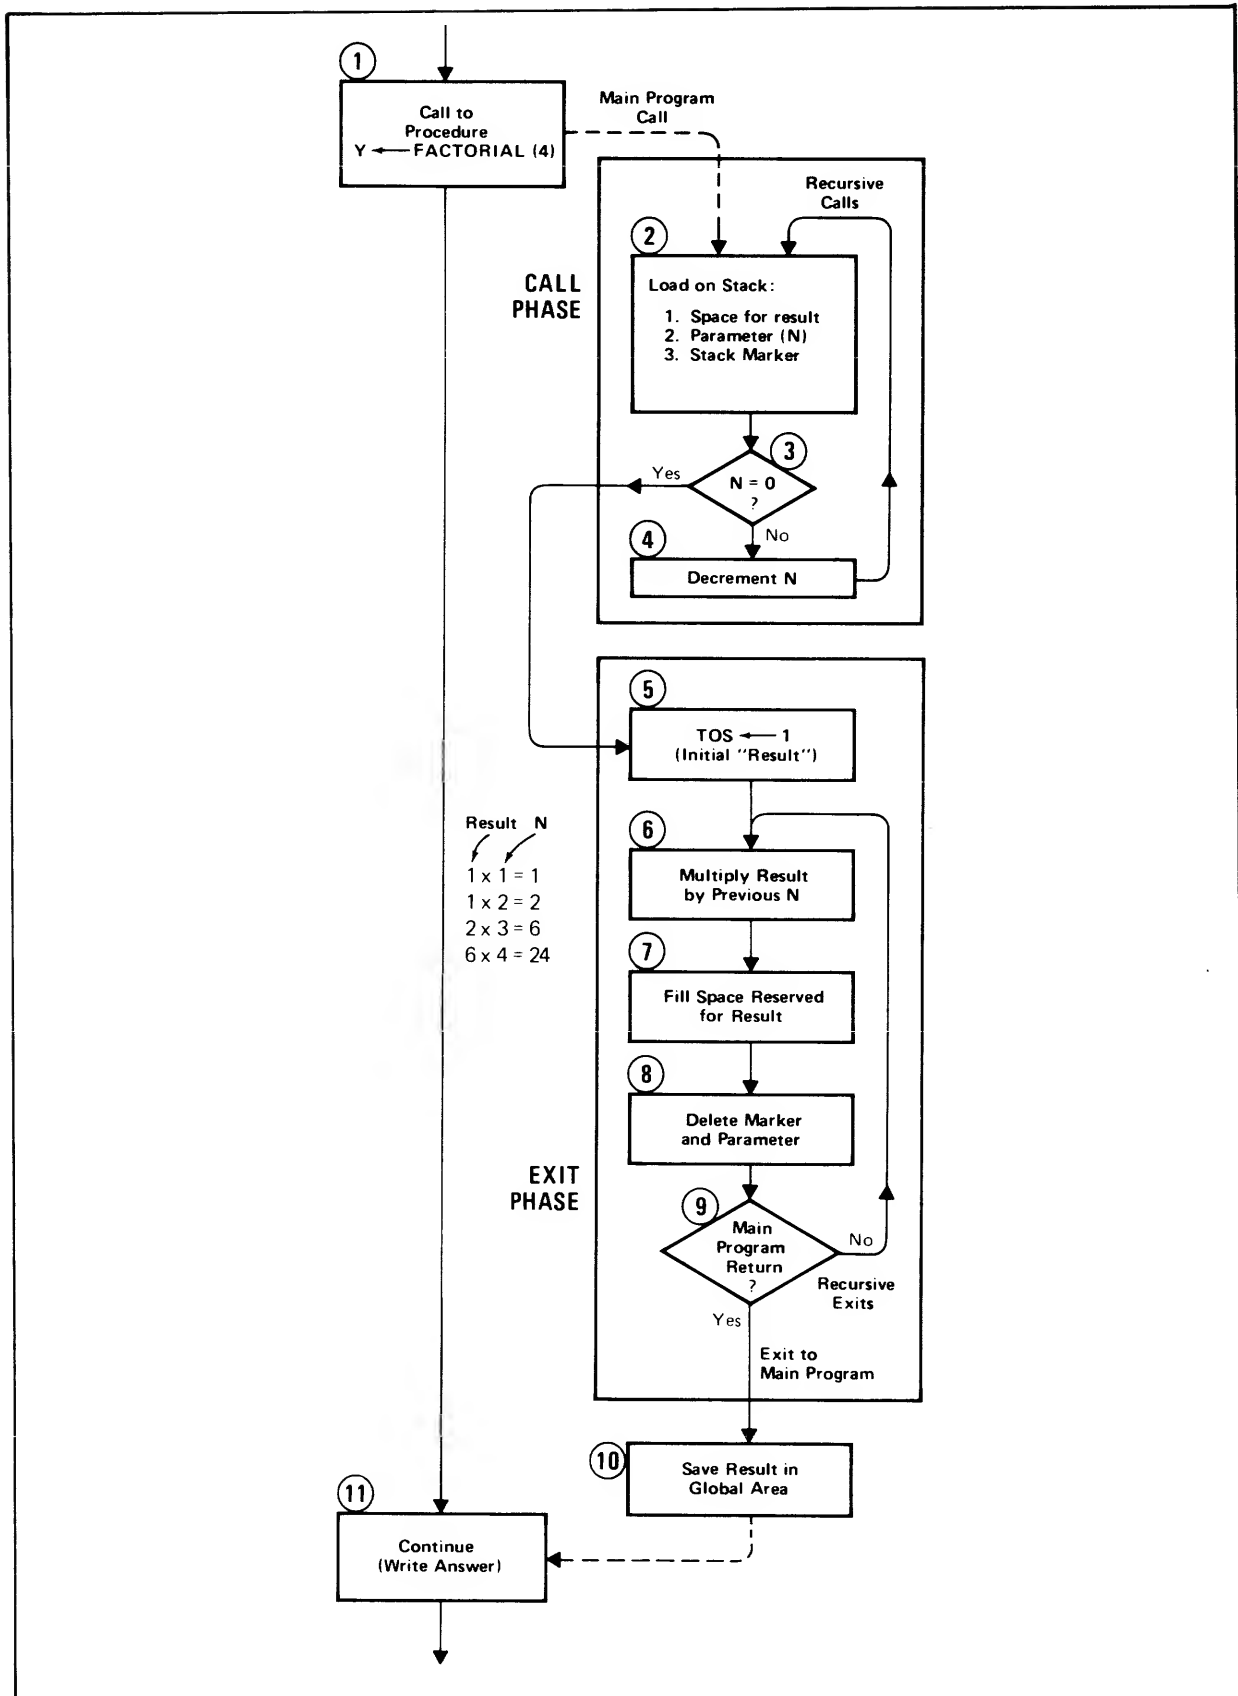 1
Call to
Procedure
Y ← FACTORIAL (4)
Main Program
Call
Recursive
Calls
2
CALL
PHASE
Load on Stack:
1. Space for result
2. Parameter (N)
3. Stack Marker
3
Yes
N = 0
?
No
4
Decrement N
5
TOS ← 1
(Initial "Result")
Result N
1 x 1 = 1
1 x 2 = 2
2 x 3 = 6
6 x 4 = 24
6
Multiply Result
by Previous N
7
Fill Space Reserved
for Result
8
Delete Marker
and Parameter
EXIT
PHASE
9
Main
Program
Return
?
No
Recursive
Exits
Yes
Exit to
Main Program
10
Save Result in
Global Area
11
Continue
(Write Answer)